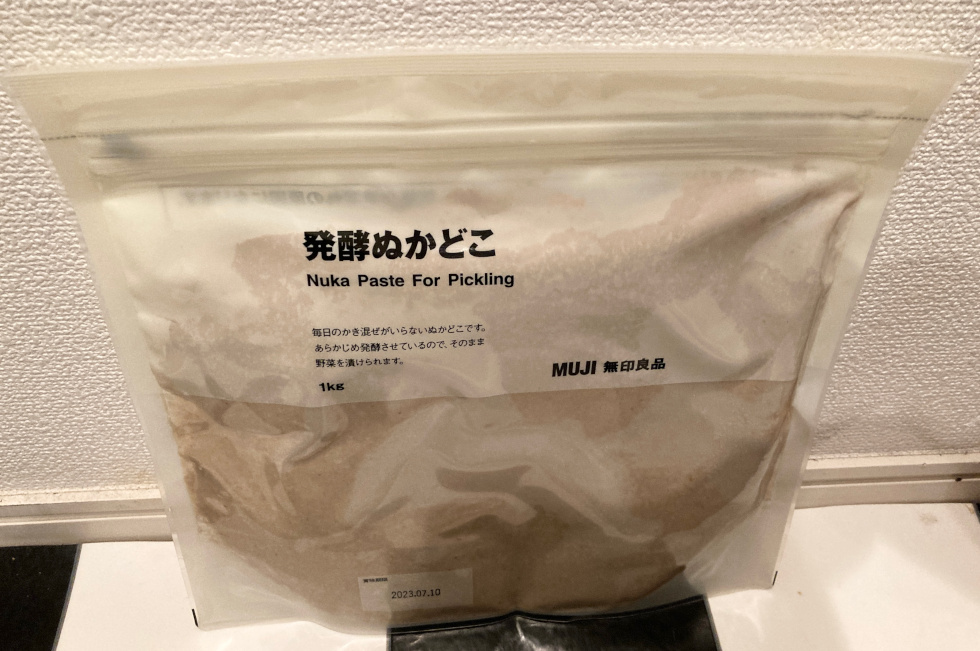 発酵ぬかどこ
Nuka Paste For Pickling
毎日のかき混ぜがいらないぬかどこです。
あらかじめ発酵させているので、そのまま
野菜を漬けられます。
1kg
MUJI 無印良品
2023.07.10